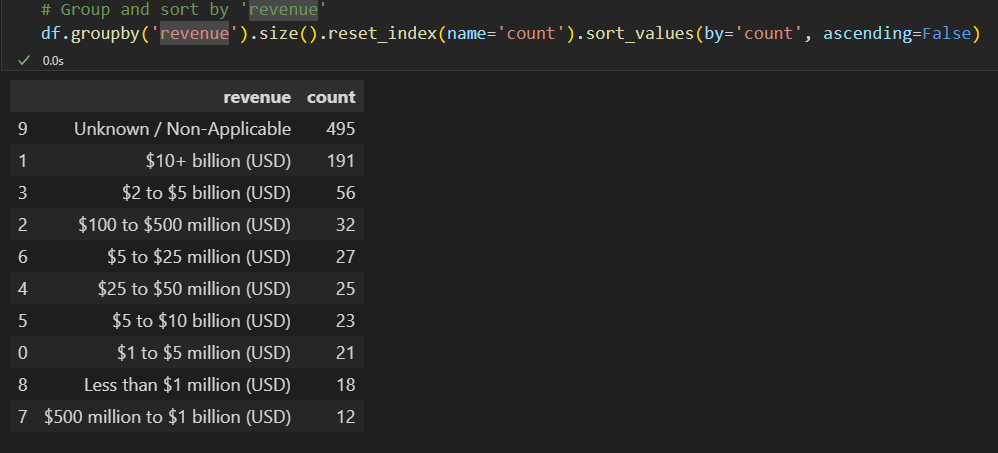 # Group and sort by 'revenue'
df.groupby('revenue').size().reset_index(name='count').sort_values(by='count', ascending=False)
✓ 0.0s
revenue count
9 Unknown / Non-Applicable 495
1 $10+ billion (USD) 191
3 $2 to $5 billion (USD) 56
2 $100 to $500 million (USD) 32
6 $5 to $25 million (USD) 27
4 $25 to $50 million (USD) 25
5 $5 to $10 billion (USD) 23
0 $1 to $5 million (USD) 21
8 Less than $1 million (USD) 18
7 $500 million to $1 billion (USD) 12